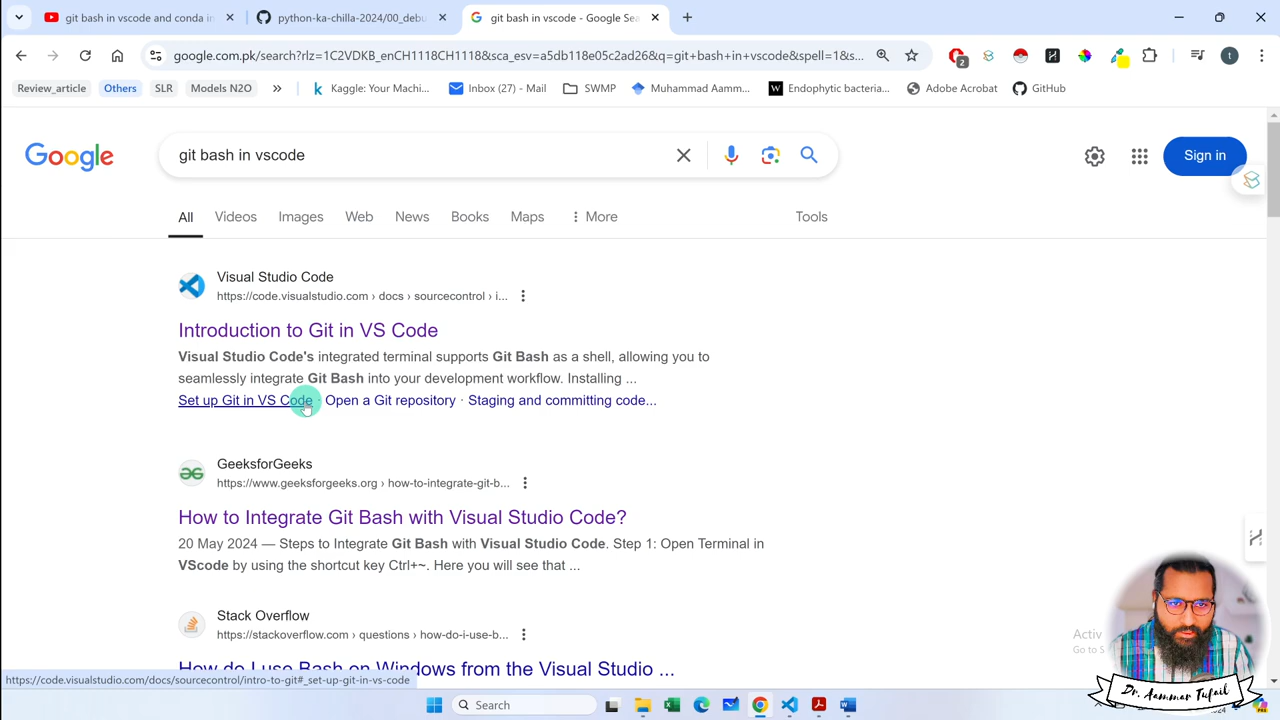 git bash in vscode and conda in
python-ka-chilla-2024/00_debu
git bash in vscode - Google Sea
google.com.pk/search?rlz=1C2VDKB_enCH1118CH1118&sca_esv=a5db118e05c2ad26&q=git+bash+in+vscode&spell=1&s...
2
t
Review_article
Others
SLR
Models N2O
Kaggle: Your Machi...
Inbox (27) - Mail
SWMP
Muhammad Aamm...
Endophytic bacteria...
Adobe Acrobat
GitHub
Google
git bash in vscode
Sign in
All
Videos
Images
Web
News
Books
Maps
More
Tools
Visual Studio Code
https://code.visualstudio.com › docs › sourcecontrol › i...
Introduction to Git in VS Code
Visual Studio Code's integrated terminal supports Git Bash as a shell, allowing you to
seamlessly integrate Git Bash into your development workflow. Installing ...
Set up Git in VS Code · Open a Git repository · Staging and committing code...
GeeksforGeeks
https://www.geeksforgeeks.org › how-to-integrate-git-b...
How to Integrate Git Bash with Visual Studio Code?
20 May 2024 — Steps to Integrate Git Bash with Visual Studio Code. Step 1: Open Terminal in
VScode by using the shortcut key Ctrl+~. Here you will see that ...
Stack Overflow
https://stackoverflow.com › questions › how-do-i-use-b...
How do I use Bash on Windows from the Visual Studio ...
Activ
Go to S
https://code.visualstudio.com/docs/sourcecontrol/intro-to-git#_set-up-git-in-vs-code
Dr. Aammar Tufail
Search